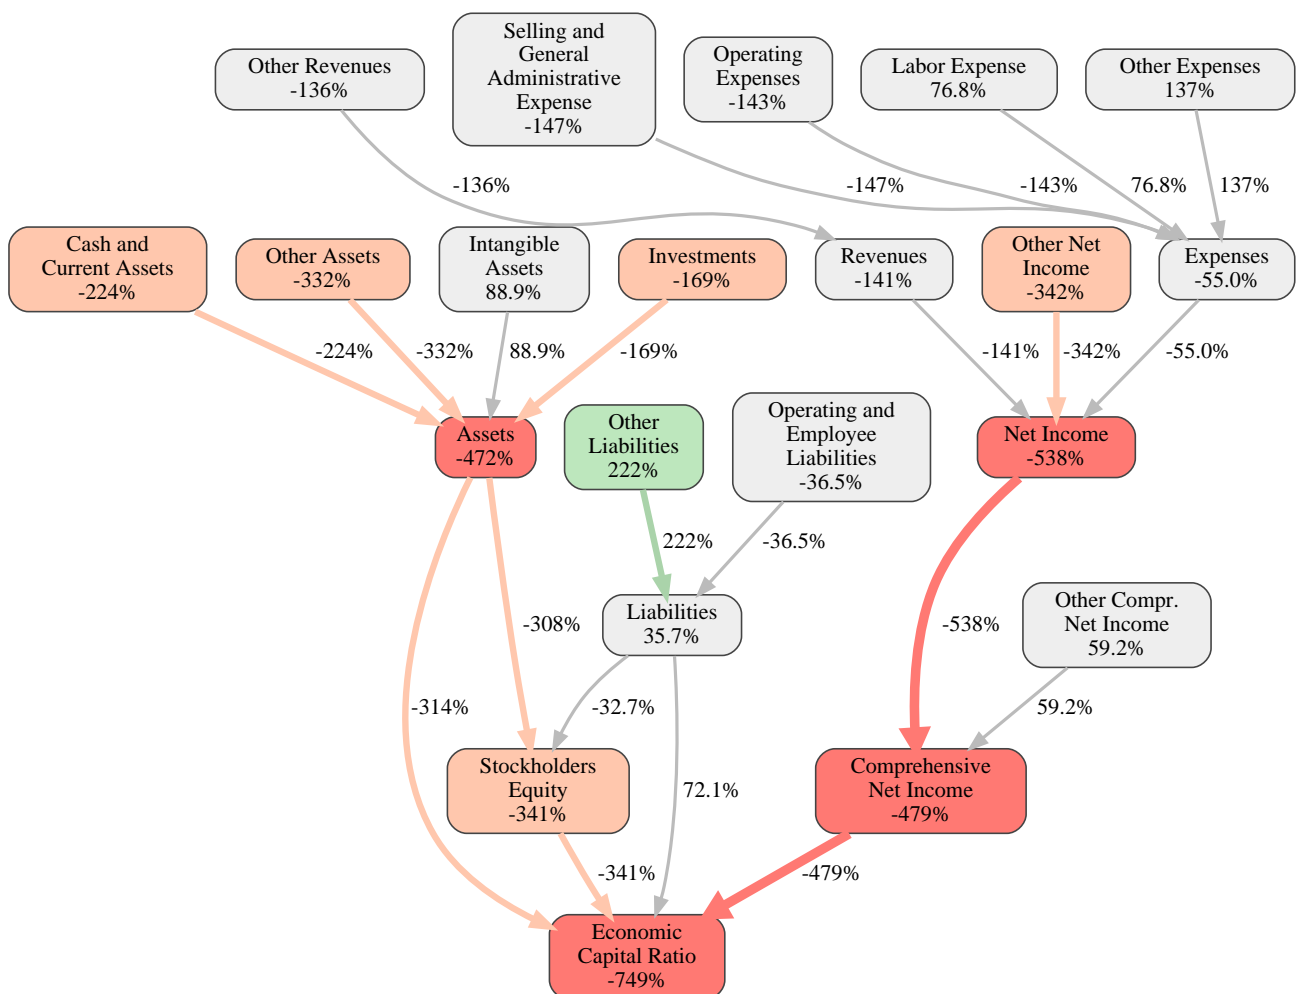 Other Revenues
-136%
Selling and
General
Administrative
Expense
-147%
Operating
Expenses
-143%
Labor Expense
76.8%
Other Expenses
137%
-136%
-147%
-143%
76.8%
137%
Cash and
Current Assets
-224%
Other Assets
-332%
Intangible
Assets
88.9%
Investments
-169%
Revenues
-141%
Other Net
Income
-342%
Expenses
-55.0%
-224%
-332%
88.9%
-169%
-141%
-342%
-55.0%
Assets
-472%
Other
Liabilities
222%
Operating and
Employee
Liabilities
-36.5%
Net Income
-538%
222%
-36.5%
-308%
Liabilities
35.7%
-538%
Other Compr.
Net Income
59.2%
-314%
-32.7%
59.2%
Stockholders
Equity
-341%
72.1%
Comprehensive
Net Income
-479%
-341%
-479%
Economic
Capital Ratio
-749%